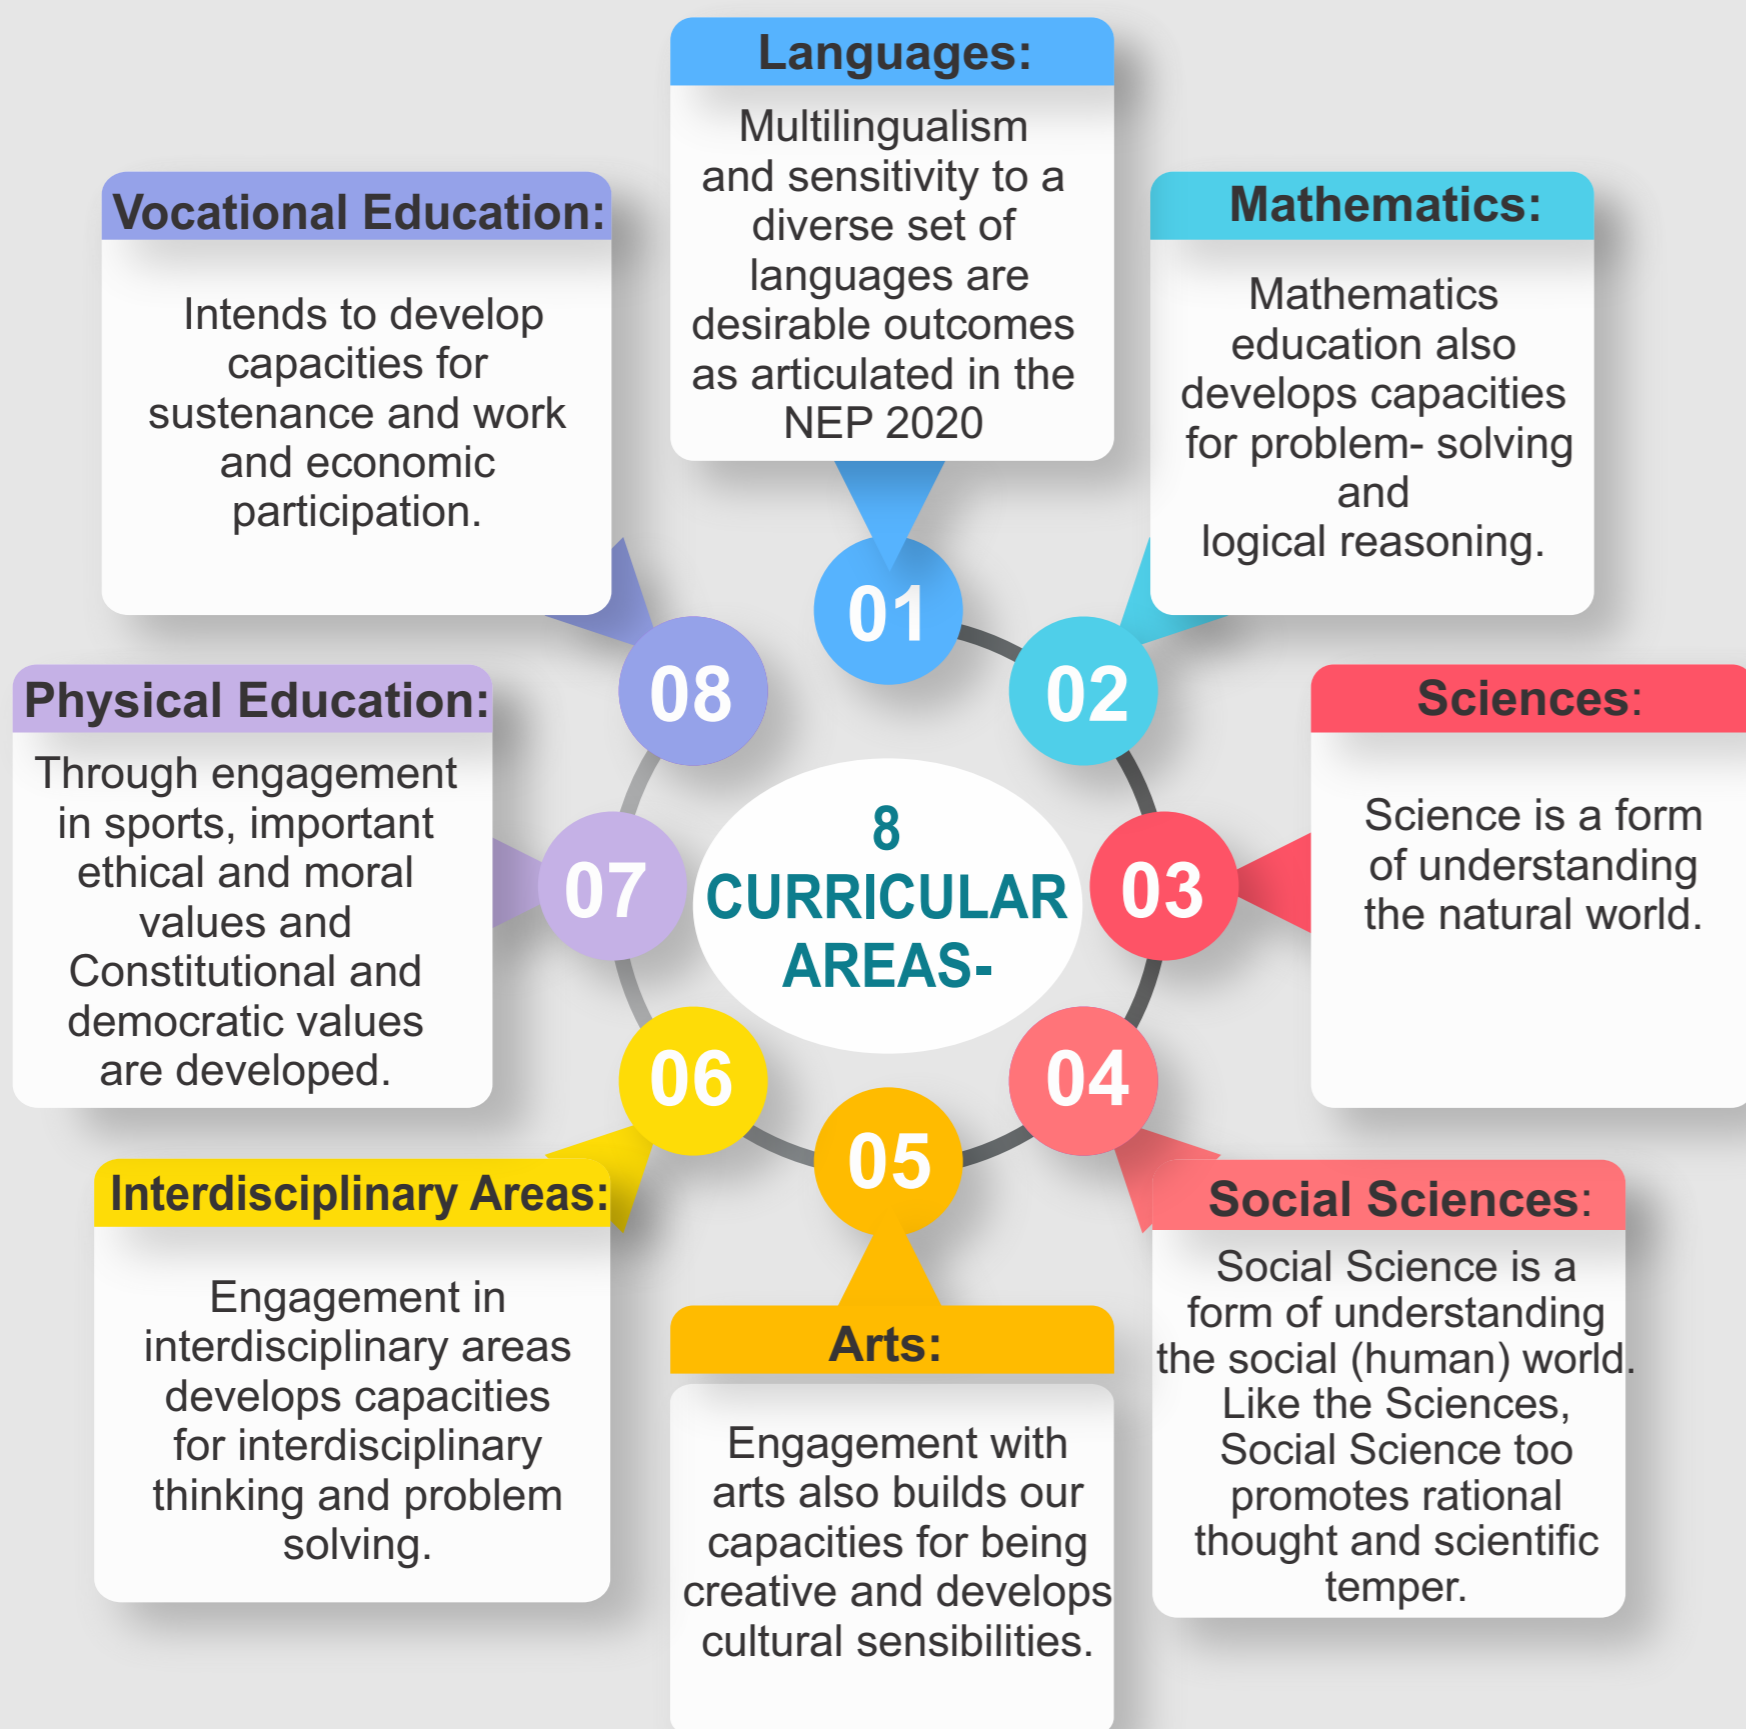 Languages:
Multilingualism
and sensitivity to a
diverse set of
languages are
desirable outcomes
as articulated in the
NEP 2020
01
Mathematics:
Mathematics
education also
develops capacities
for problem- solving
and
logical reasoning.
02
Sciences:
Science is a form
of understanding
the natural world.
03
Social Sciences:
Social Science is a
form of understanding
the social (human) world.
Like the Sciences,
Social Science too
promotes rational
thought and scientific
temper.
04
Arts:
Engagement with
arts also builds our
capacities for being
creative and develops
cultural sensibilities.
05
Interdisciplinary Areas:
Engagement in
interdisciplinary areas
develops capacities
for interdisciplinary
thinking and problem
solving.
06
Physical Education:
Through engagement
in sports, important
ethical and moral
values and
Constitutional and
democratic values
are developed.
07
Vocational Education:
Intends to develop
capacities for
sustenance and work
and economic
participation.
08
8
CURRICULAR
AREAS-